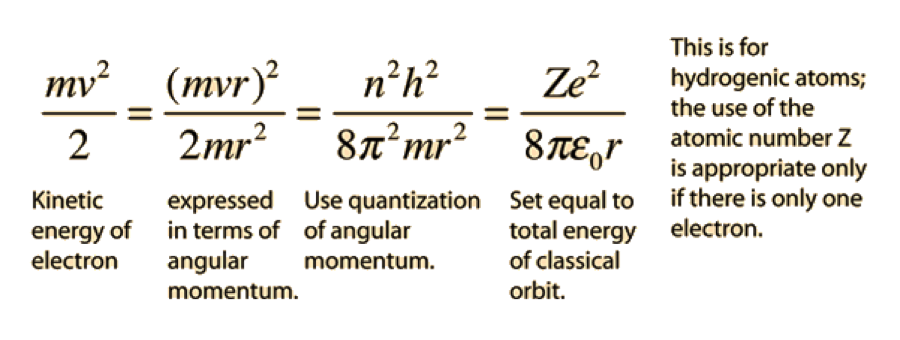 mv²/2 = (mvr)²/2mr² = n²h²/8π²mr² = Ze²/8πε₀r
Kinetic
energy of
electron
expressed
in terms of
angular
momentum.
Use quantization
of angular
momentum.
Set equal to
total energy
of classical
orbit.
This is for
hydrogenic atoms;
the use of the
atomic number Z
is appropriate only
if there is only one
electron.